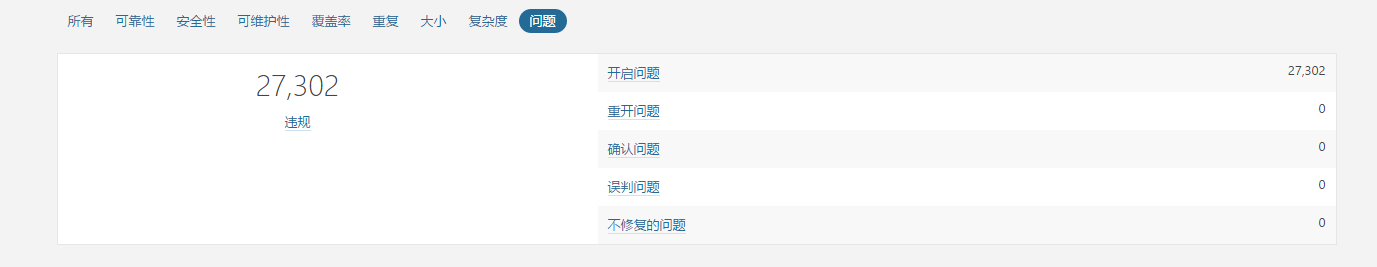 所有 可靠性 安全性 可维护性 覆盖率 重复 大小 复杂度 问题
27,302
违规
开启问题 27,302
重开问题 0
确认问题 0
误判问题 0
不修复的问题 0